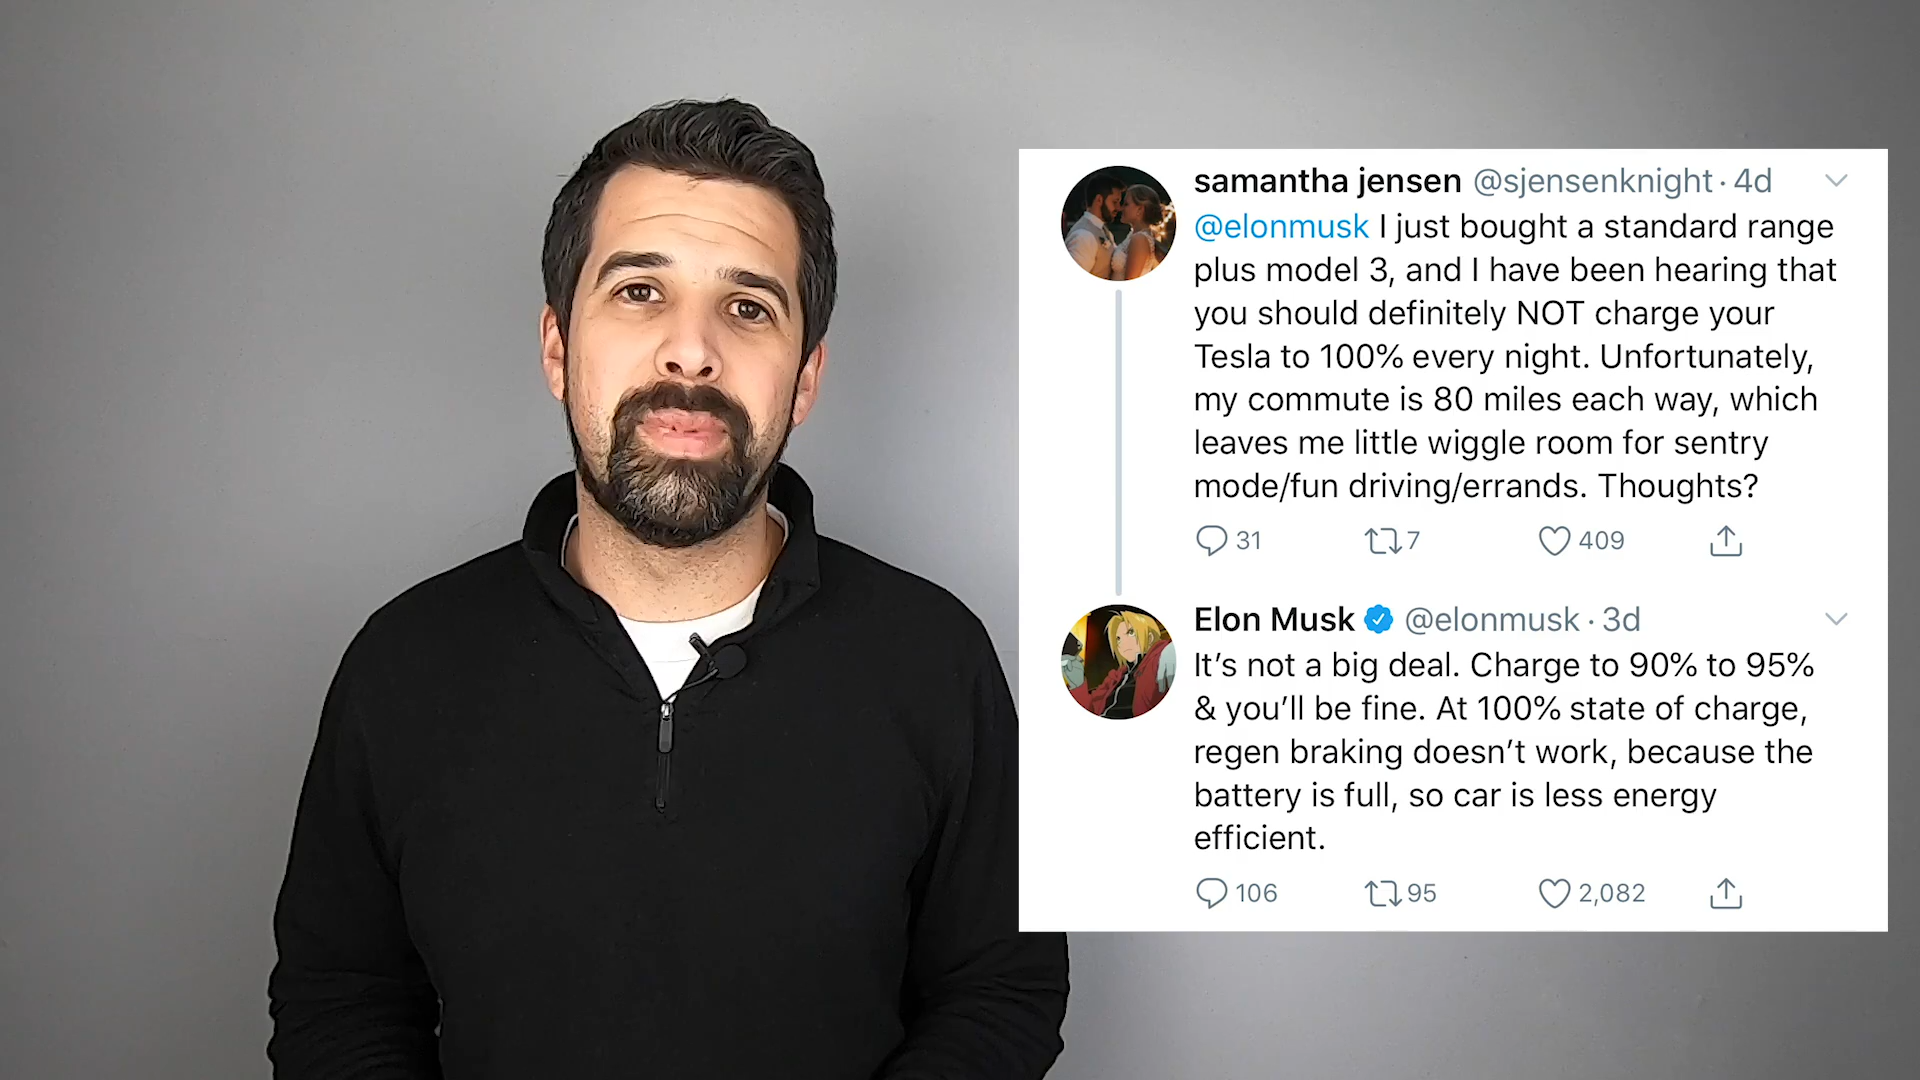 samantha jensen @sjensenknight · 4d
@elonmusk I just bought a standard range
plus model 3, and I have been hearing that
you should definitely NOT charge your
Tesla to 100% every night. Unfortunately,
my commute is 80 miles each way, which
leaves me little wiggle room for sentry
mode/fun driving/errands. Thoughts?
31 7 409
Elon Musk @elonmusk · 3d
It’s not a big deal. Charge to 90% to 95%
& you’ll be fine. At 100% state of charge,
regen braking doesn’t work, because the
battery is full, so car is less energy
efficient.
106 95 2,082